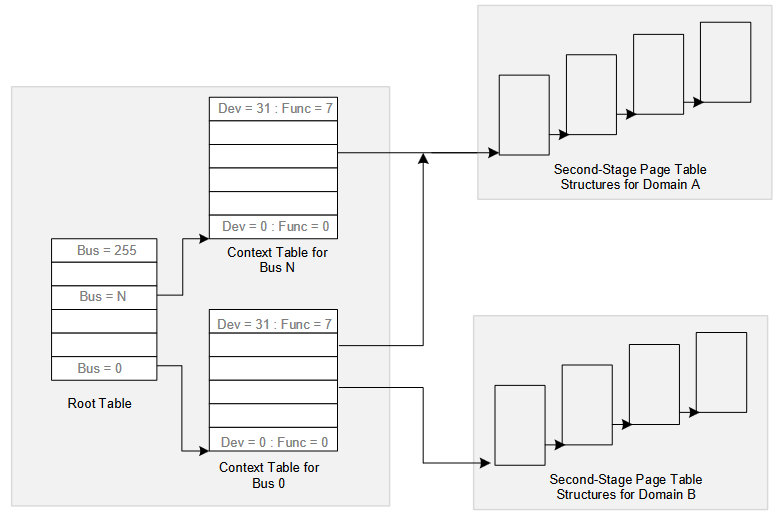 Dev = 31 : Func = 7
Dev = 0 : Func = 0
Context Table for
Bus N
Bus = 255
Bus = N
Bus = 0
Root Table
Dev = 31 : Func = 7
Dev = 0 : Func = 0
Context Table for
Bus 0
Second-Stage Page Table
Structures for Domain A
Second-Stage Page Table
Structures for Domain B